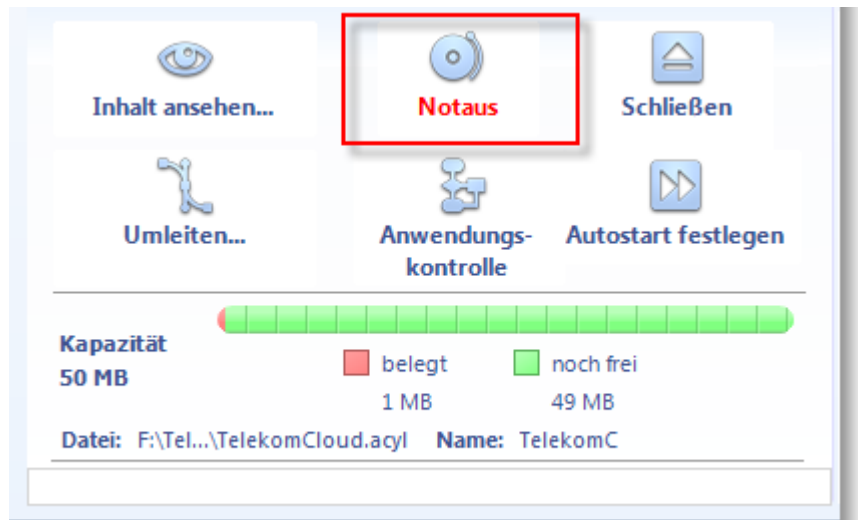 Inhalt ansehen...
Notaus
Schließen
Umleiten...
Anwendungs-
kontrolle
Autostart festlegen
Kapazität
50 MB
belegt
noch frei
1 MB
49 MB
Datei: F:\Tel...\TelekomCloud.acyl Name: TelekomC